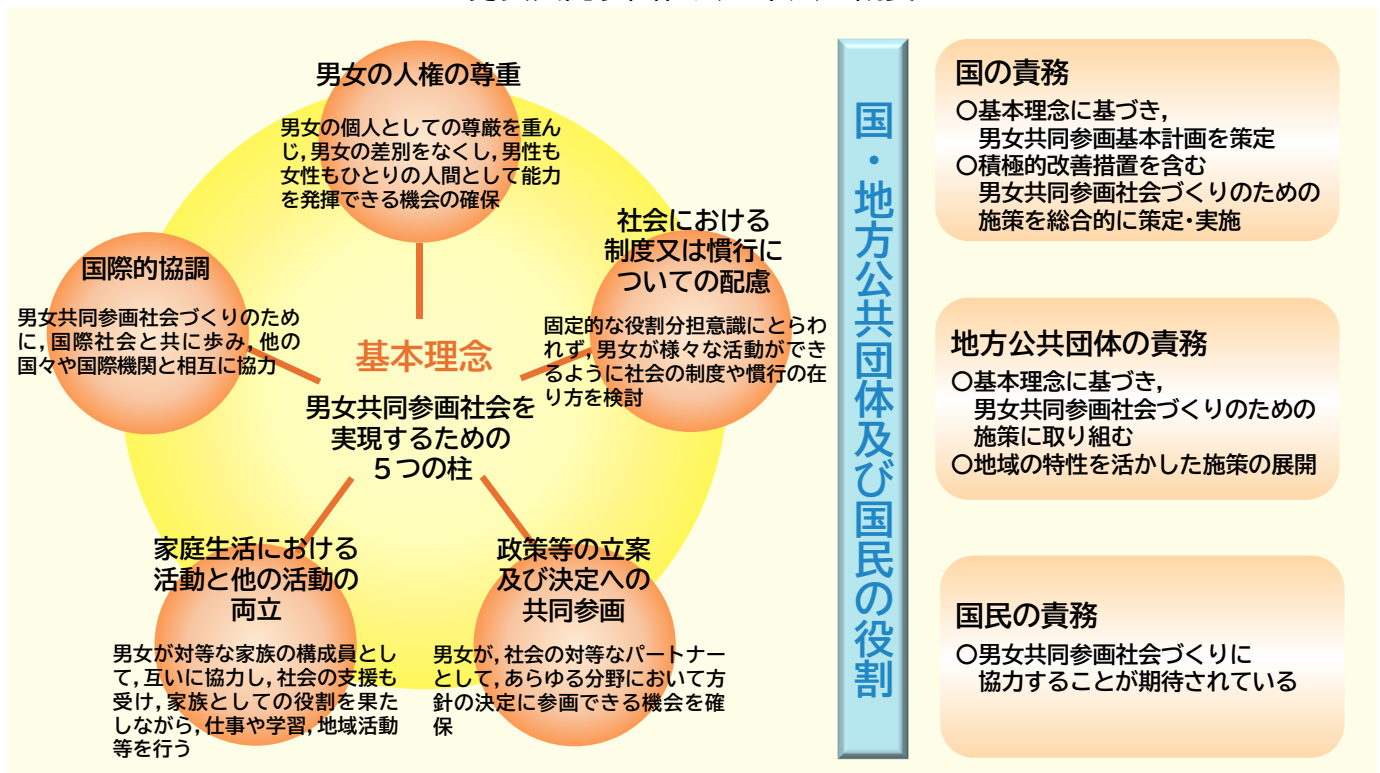 男女の人権の尊重
男女の個人としての尊厳を重ん
じ，男女の差別をなくし，男性も
女性もひとりの人間として能力
を発揮できる機会の確保
社会における
制度又は慣行に
ついての配慮
固定的な役割分担意識にとらわ
れず，男女が様々な活動ができ
るように社会の制度や慣行の在
り方を検討
国際的協調
男女共同参画社会づくりのため
に，国際社会と共に歩み，他の
国々や国際機関と相互に協力
基本理念
男女共同参画社会を
実現するための
５つの柱
家庭生活における
活動と他の活動の
両立
男女が対等な家族の構成員とし
て，互いに協力し，社会の支援も
受け，家族としての役割を果た
しながら，仕事や学習，地域活動
等を行う
政策等の立案
及び決定への
共同参画
男女が，社会の対等なパートナー
として，あらゆる分野において方
針の決定に参画できる機会を確
保
国・地方公共団体及び国民の役割
国の責務
○基本理念に基づき，
男女共同参画基本計画を策定
○積極的改善措置を含む
男女共同参画社会づくりのための
施策を総合的に策定・実施
地方公共団体の責務
○基本理念に基づき，
男女共同参画社会づくりのための
施策に取り組む
○地域の特性を活かした施策の展開
国民の責務
○男女共同参画社会づくりに
協力することが期待されている